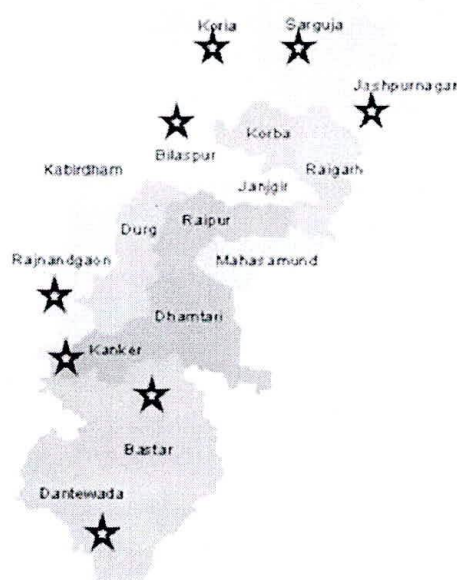 Koria
Sarguja
Jashpurnagar
Korba
Bilaspur
Raigarh
Kabirdham
Janjgir
Raipur
Durg
Rajnandgaon
Mahasamund
Dhamtari
Kanker
Bastar
Dantewada